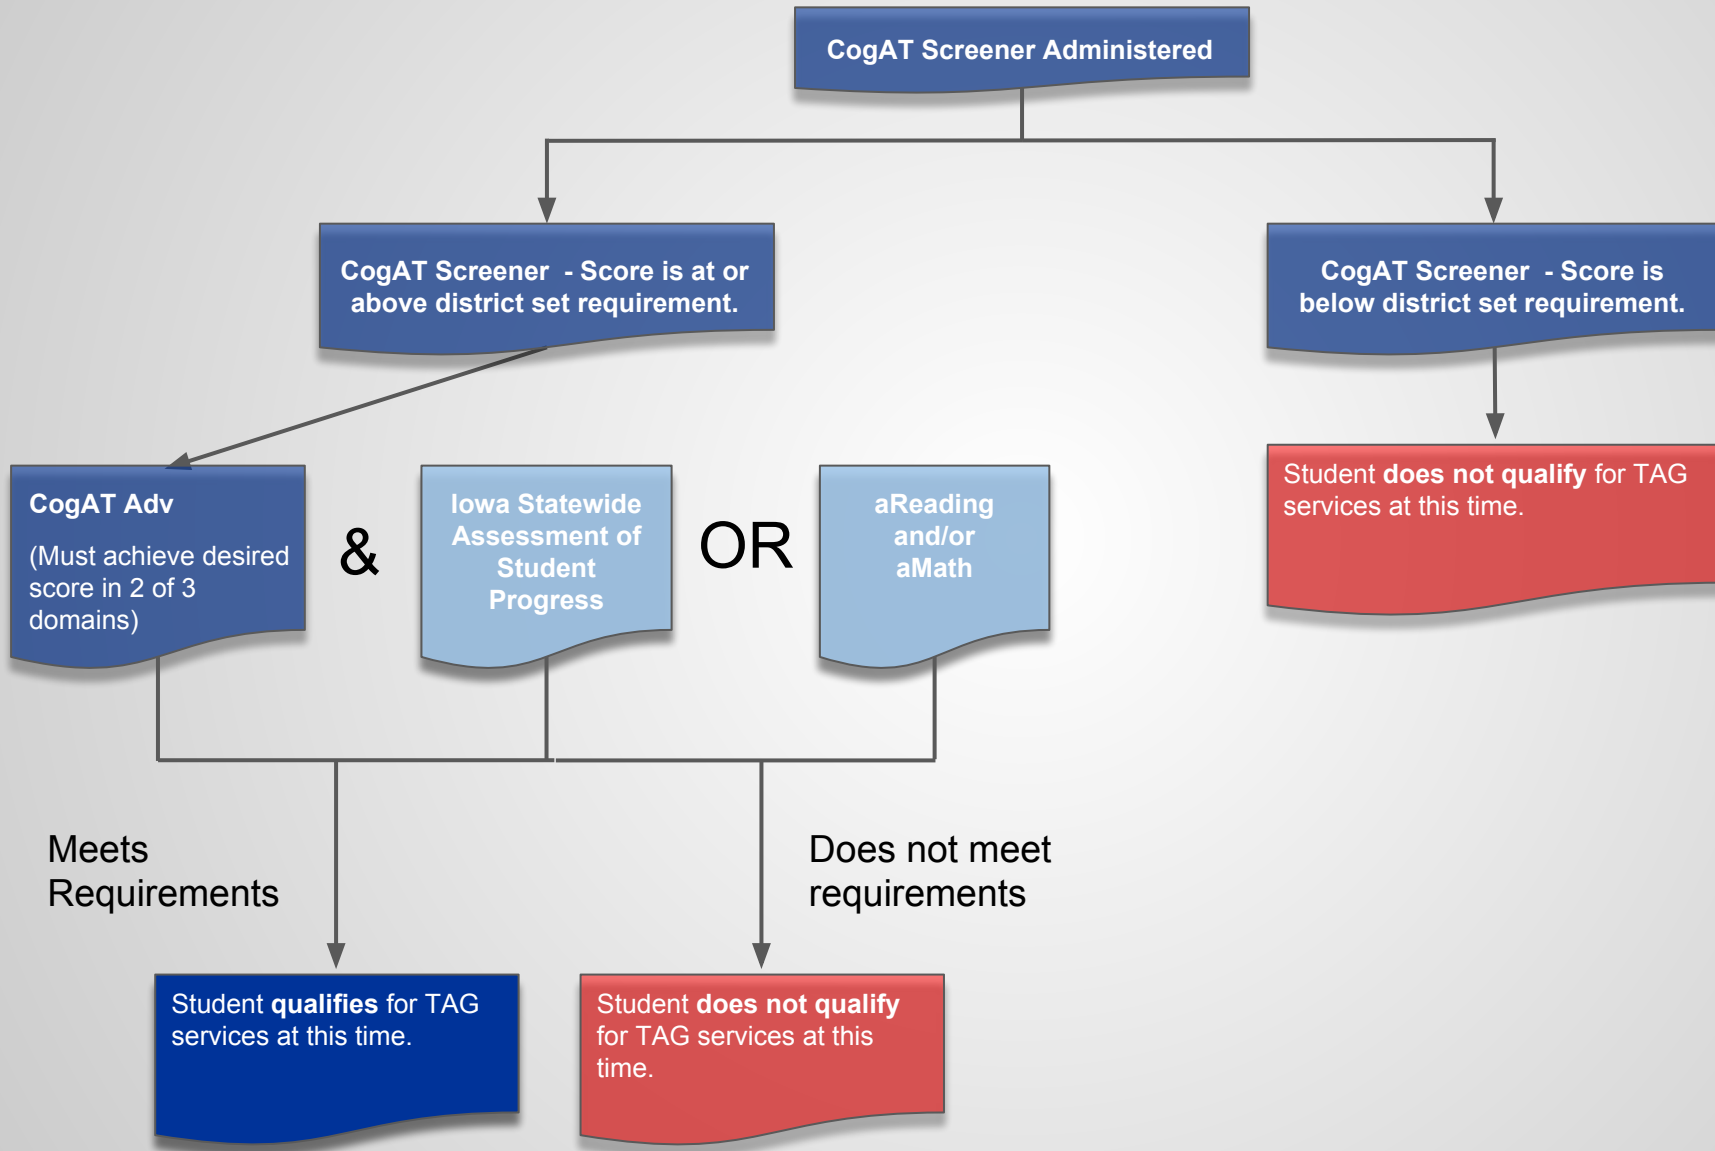 CogAT Screener Administered
CogAT Screener - Score is at or
above district set requirement.
CogAT Screener - Score is
below district set requirement.
CogAT Adv
(Must achieve desired
score in 2 of 3
domains)
&
Iowa Statewide
Assessment of
Student
Progress
OR
aReading
and/or
aMath
Student does not qualify for TAG
services at this time.
Meets
Requirements
Does not meet
requirements
Student qualifies for TAG
services at this time.
Student does not qualify
for TAG services at this
time.